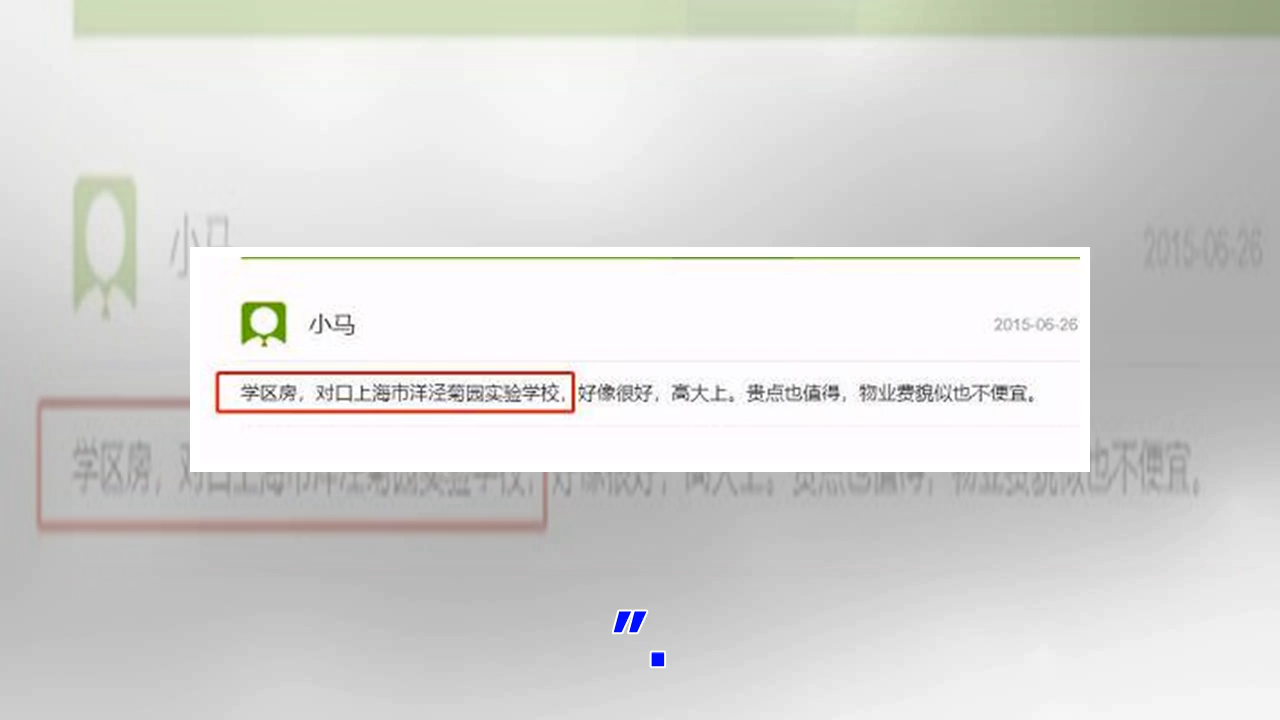 小马
2015-06-26
学区房，对口上海市洋泾菊园实验学校，好像很好，高大上。贵点也值得，物业费貌似也不便宜。
".